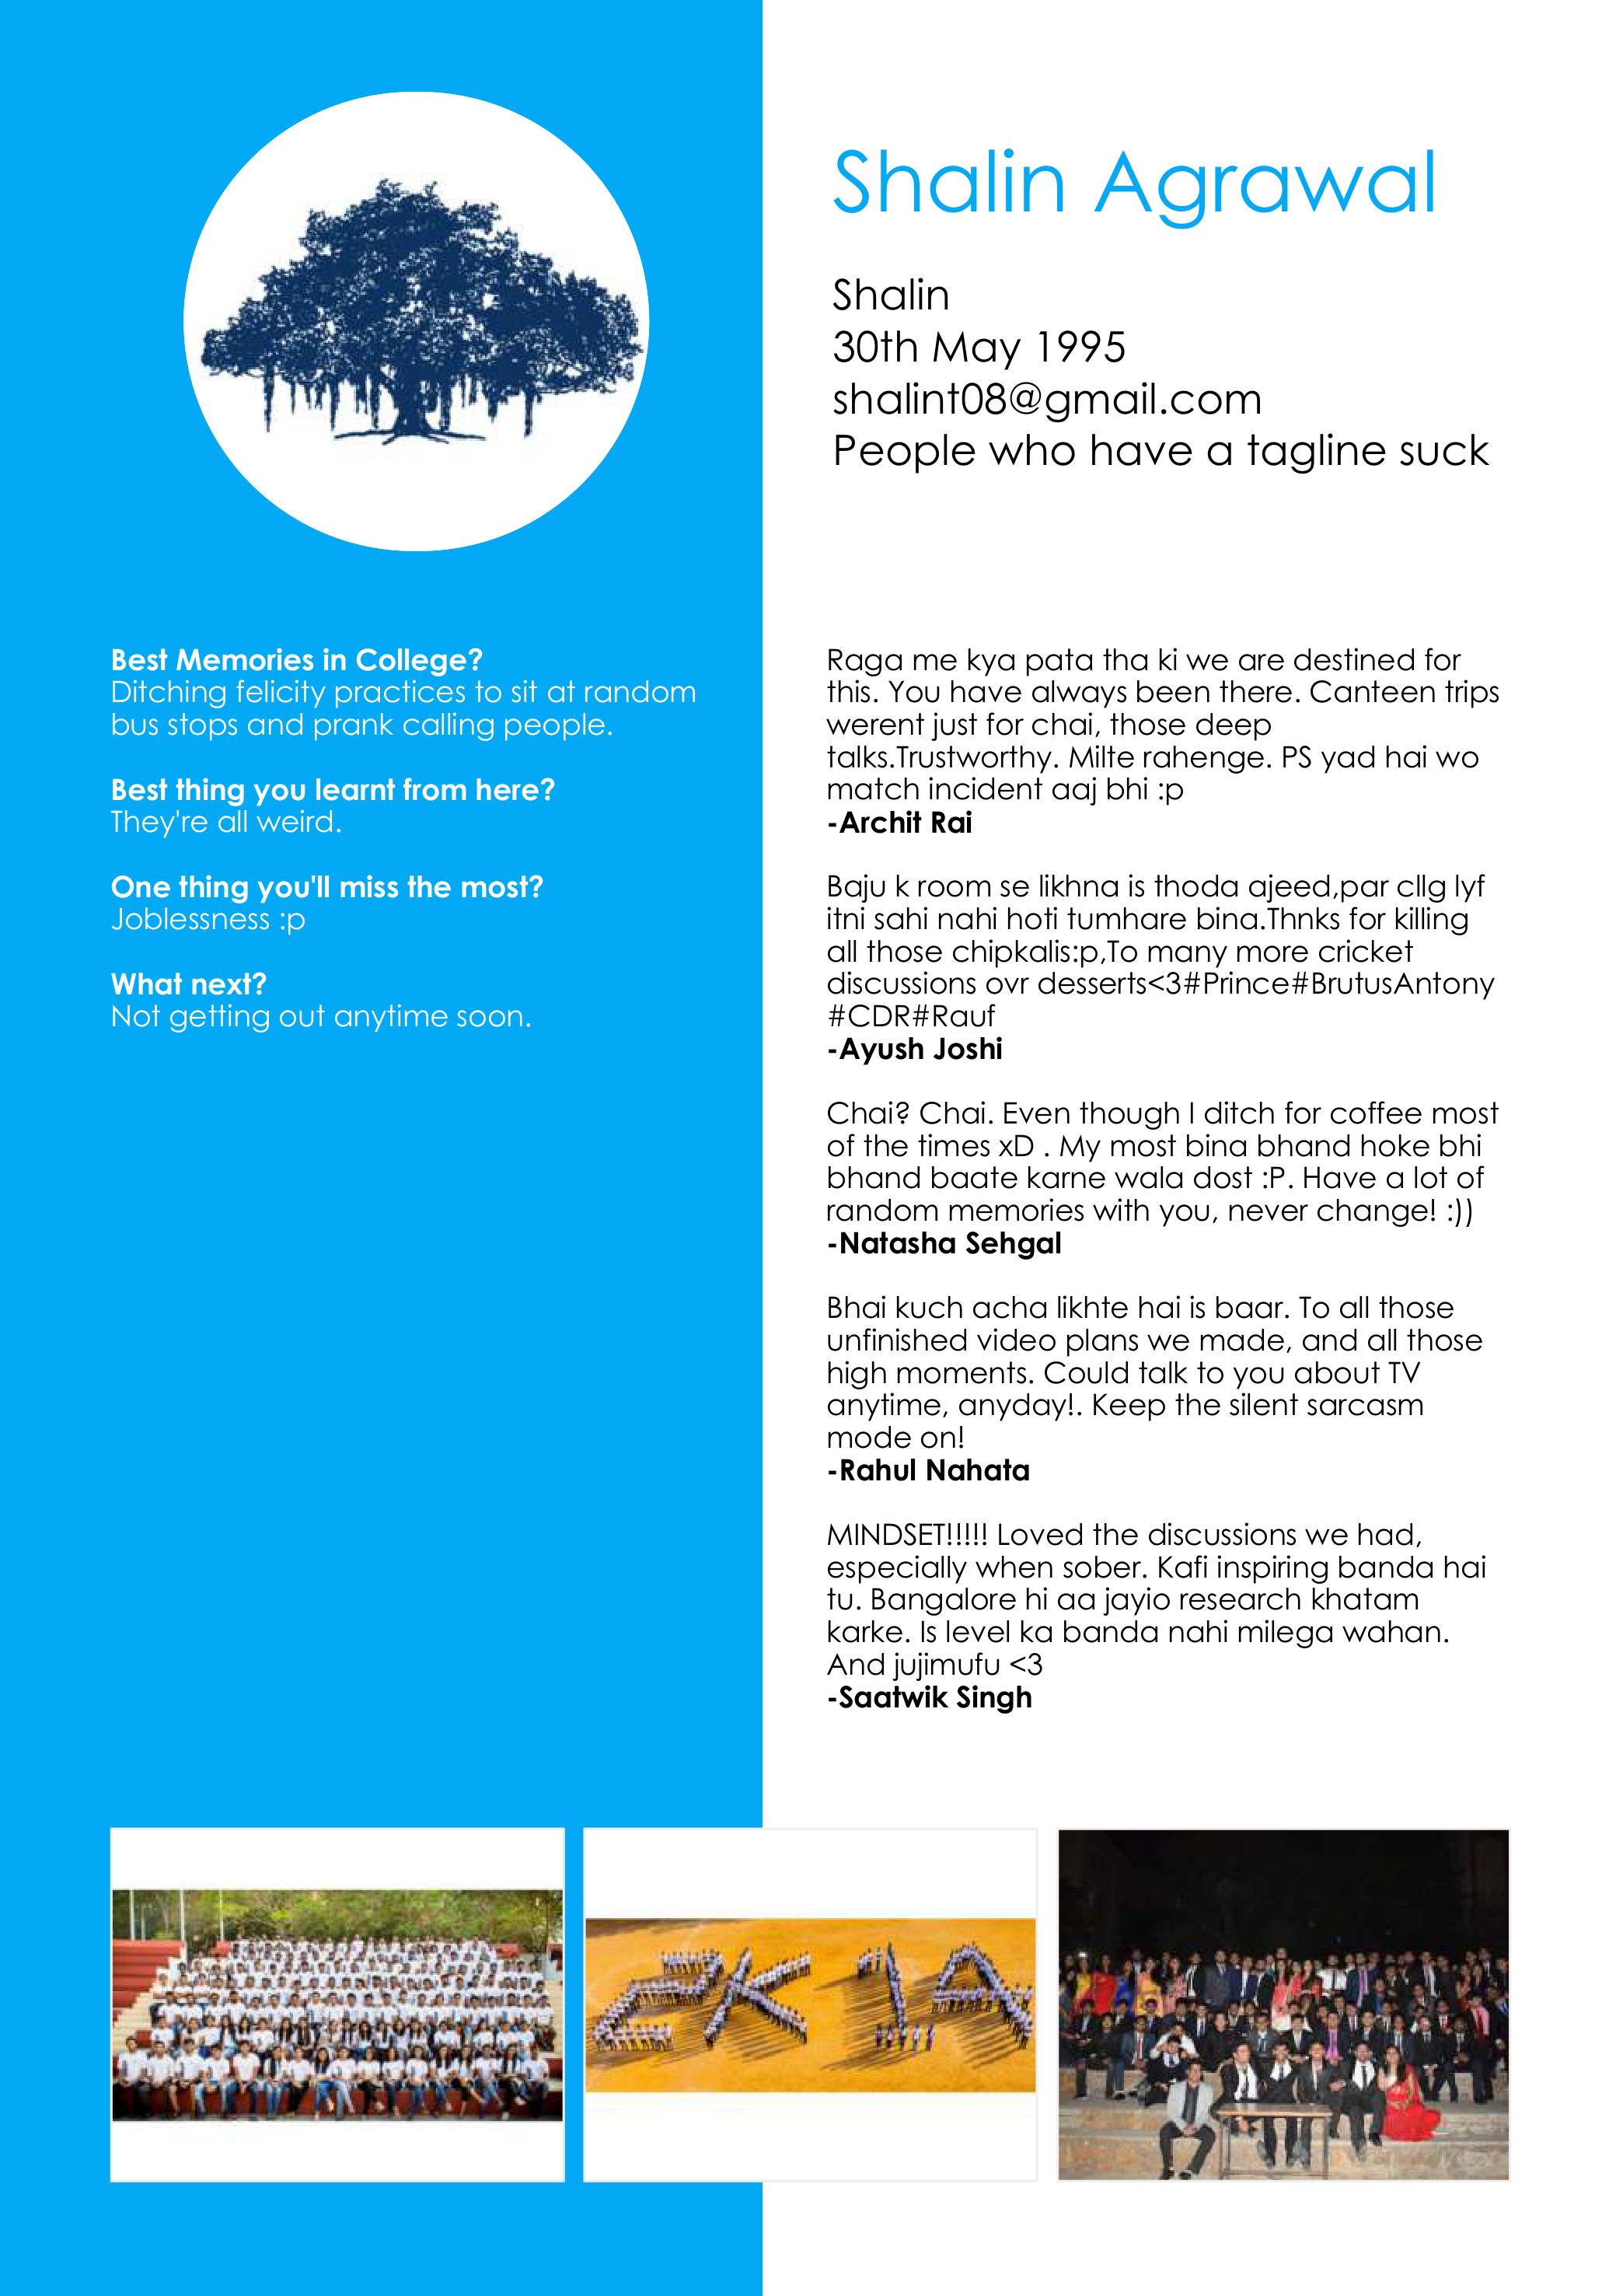 Shalin Agrawal
Shalin
30th May 1995
shalint08@gmail.com
People who have a tagline suck
Best Memories in College?
Ditching felicity practices to sit at random
bus stops and prank calling people.
Best thing you learnt from here?
They're all weird.
One thing you'll miss the most?
Joblessness :p
What next?
Not getting out anytime soon.
Raga me kya pata tha ki we are destined for
this. You have always been there. Canteen trips
werent just for chai, those deep
talks.Trustworthy. Milte rahenge. PS yad hai wo
match incident aaj bhi :p
-Archit Rai
Baju k room se likhna is thoda ajeed,par cllg lyf
itni sahi nahi hoti tumhare bina.Thnks for killing
all those chipkalis:p,To many more cricket
discussions ovr desserts<3#Prince#BrutusAntony
#CDR#Rauf
-Ayush Joshi
Chai? Chai. Even though I ditch for coffee most
of the times xD . My most bina bhand hoke bhi
bhand baate karne wala dost :P. Have a lot of
random memories with you, never change! :))
-Natasha Sehgal
Bhai kuch acha likhte hai is baar. To all those
unfinished video plans we made, and all those
high moments. Could talk to you about TV
anytime, anyday!. Keep the silent sarcasm
mode on!
-Rahul Nahata
MINDSET!!!!! Loved the discussions we had,
especially when sober. Kafi inspiring banda hai
tu. Bangalore hi aa jayio research khatam
karke. Is level ka banda nahi milega wahan.
And jujimufu <3
-Saatwik Singh
2K 1A